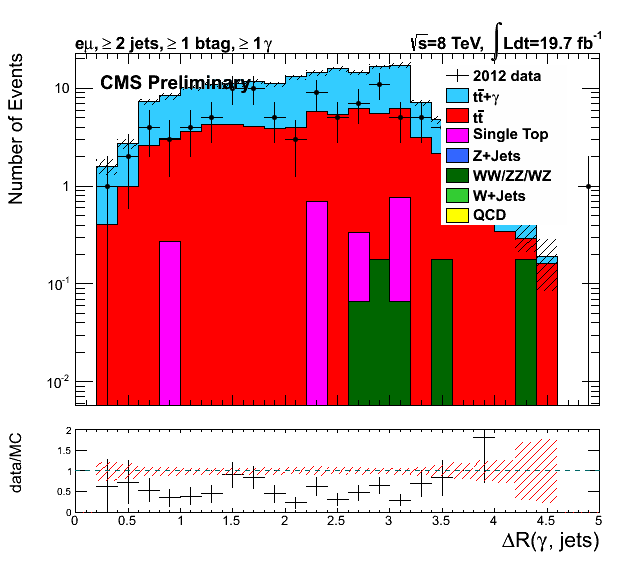 eμ, ≥ 2 jets, ≥ 1 btag, ≥ 1 γ
√s=8 TeV, ∫Ldt=19.7 fb⁻¹
CMS Preliminary
2012 data
tt̄+γ
tt̄
Single Top
Z+Jets
WW/ZZ/WZ
W+Jets
QCD
Number of Events
10
1
10⁻¹
10⁻²
data/MC
2
1.5
1
0.5
0
0 0.5 1 1.5 2 2.5 3 3.5 4 4.5 5
ΔR(γ, jets)